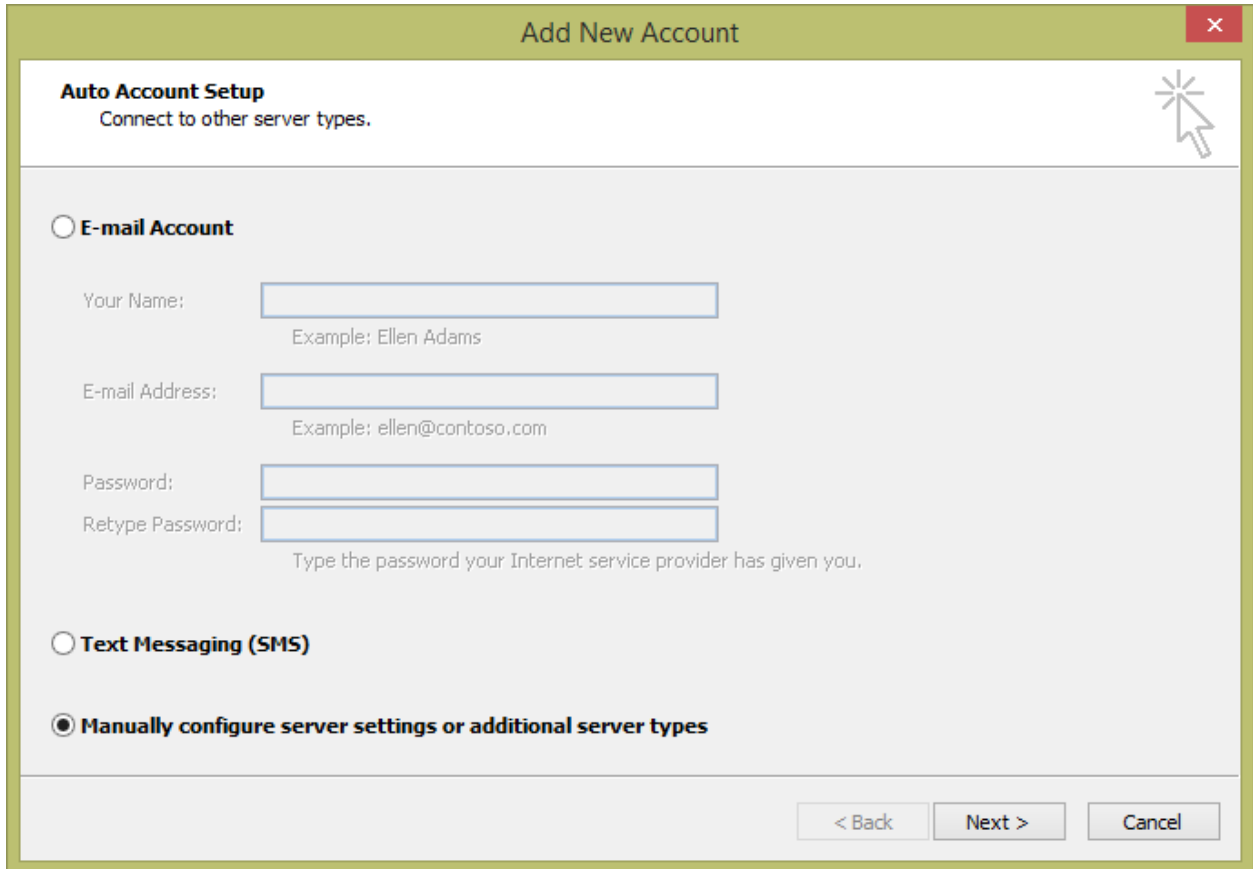 Add New Account
Auto Account Setup
Connect to other server types.
E-mail Account
Your Name:
Example: Ellen Adams
E-mail Address:
Example: ellen@contoso.com
Password:
Retype Password:
Type the password your Internet service provider has given you.
Text Messaging (SMS)
Manually configure server settings or additional server types
< Back Next > Cancel